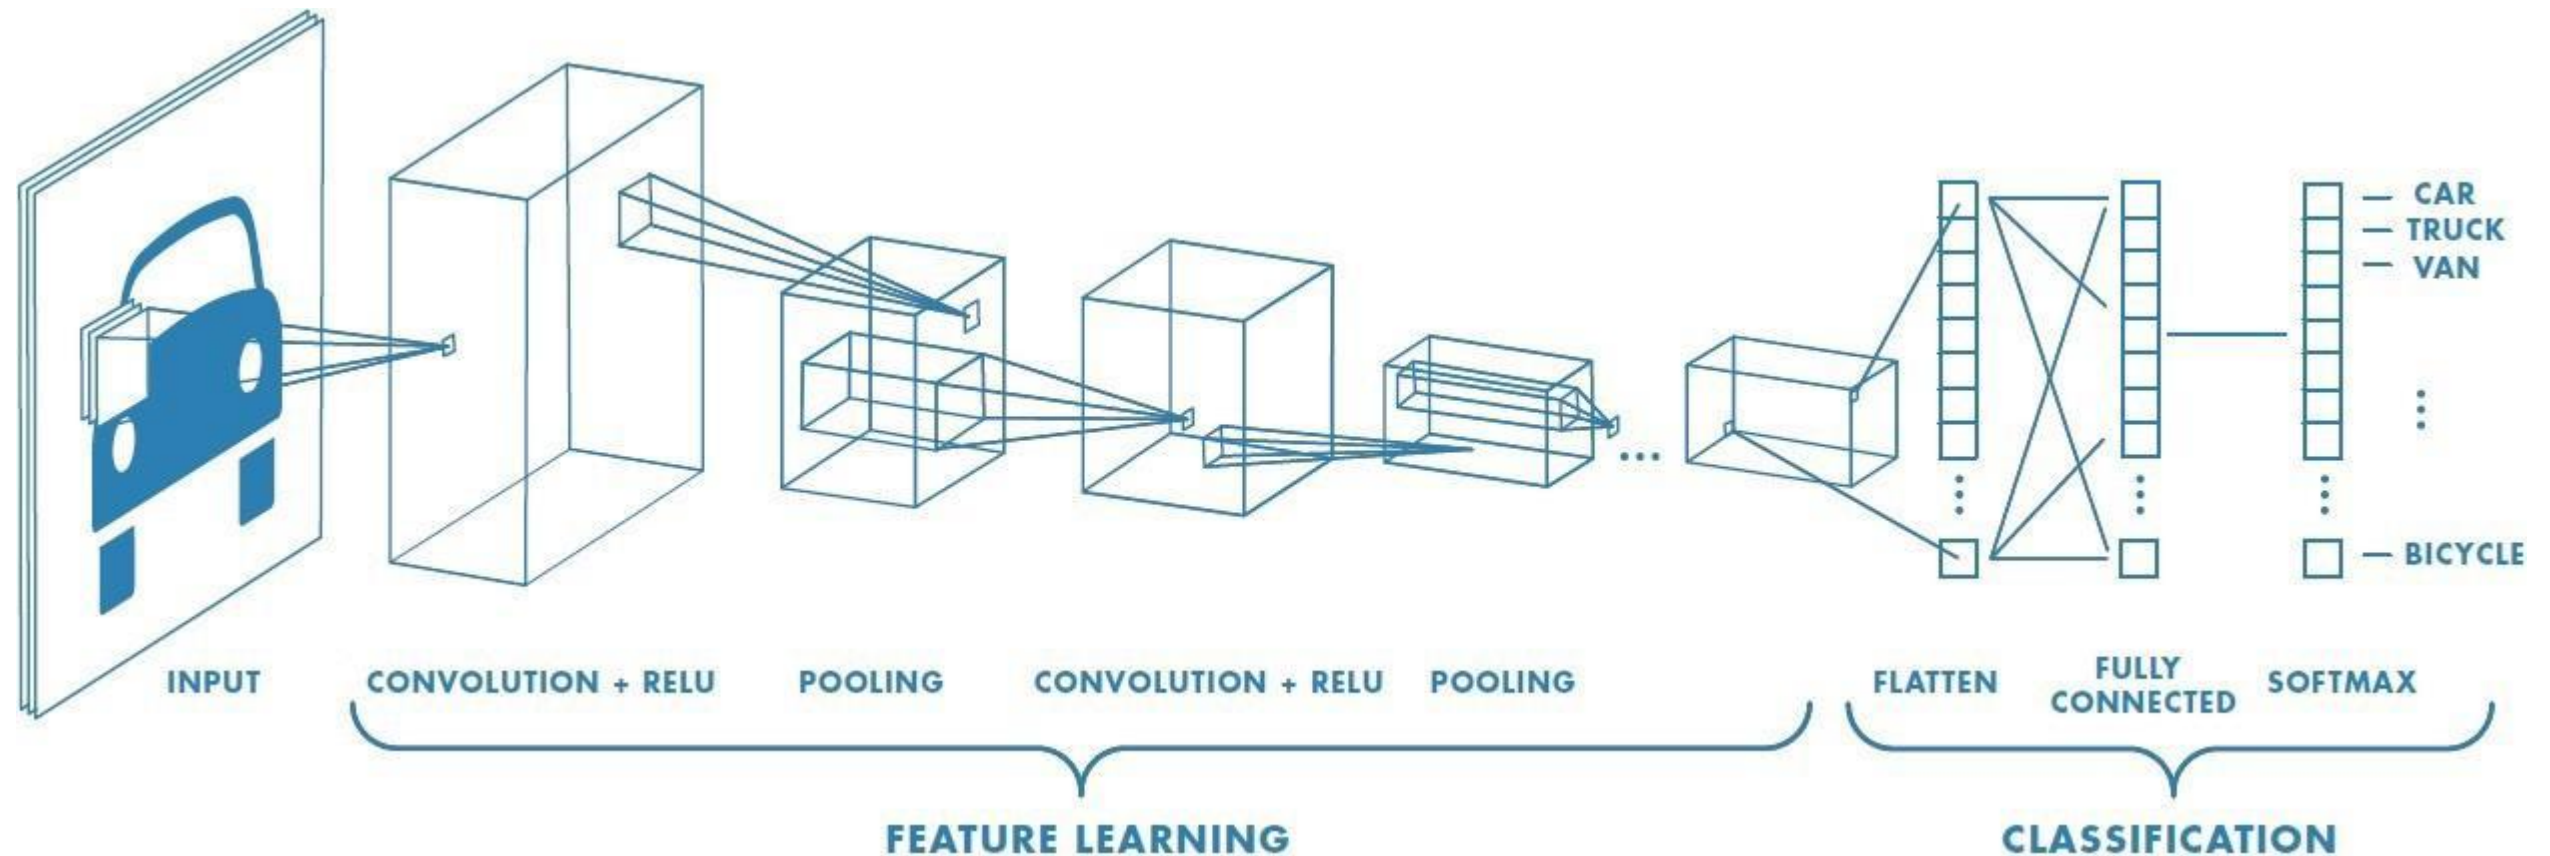 CAR
TRUCK
VAN
BICYCLE
INPUT
CONVOLUTION + RELU
POOLING
CONVOLUTION + RELU
POOLING
FLATTEN
FULLY
CONNECTED
SOFTMAX
FEATURE LEARNING
CLASSIFICATION